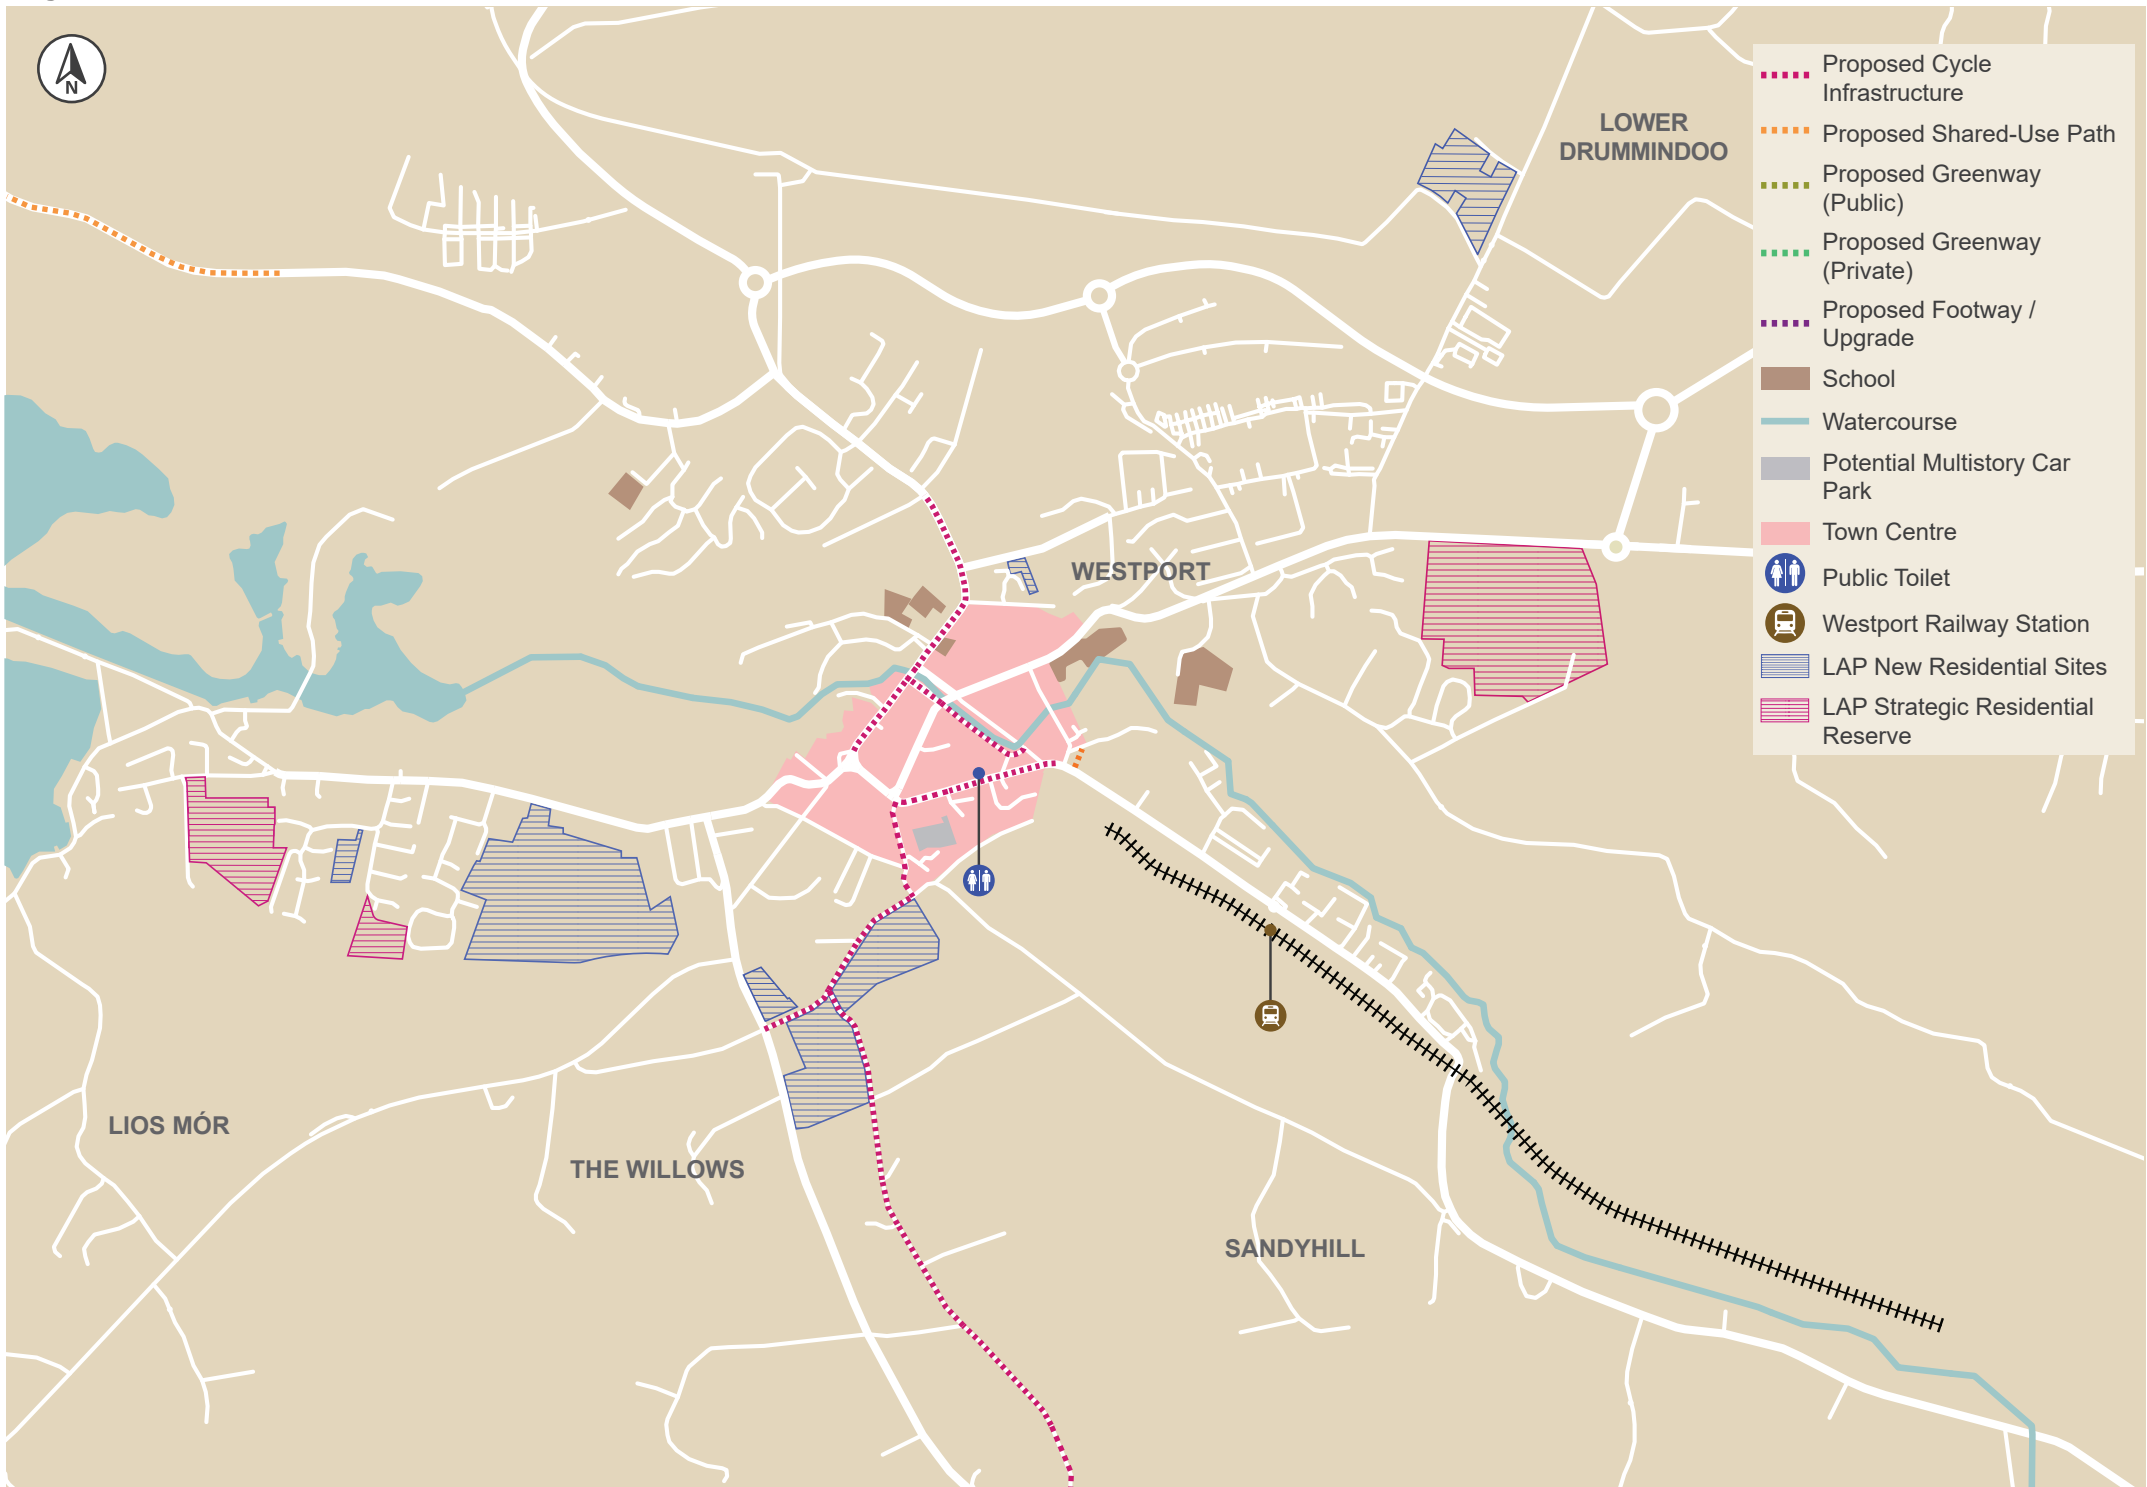 N
LOWER
DRUMMINDOO
WESTPORT
LIOS MÓR
THE WILLOWS
SANDYHILL
Proposed Cycle
Infrastructure
Proposed Shared-Use Path
Proposed Greenway
(Public)
Proposed Greenway
(Private)
Proposed Footway /
Upgrade
School
Watercourse
Potential Multistory Car
Park
Town Centre
Public Toilet
Westport Railway Station
LAP New Residential Sites
LAP Strategic Residential
Reserve